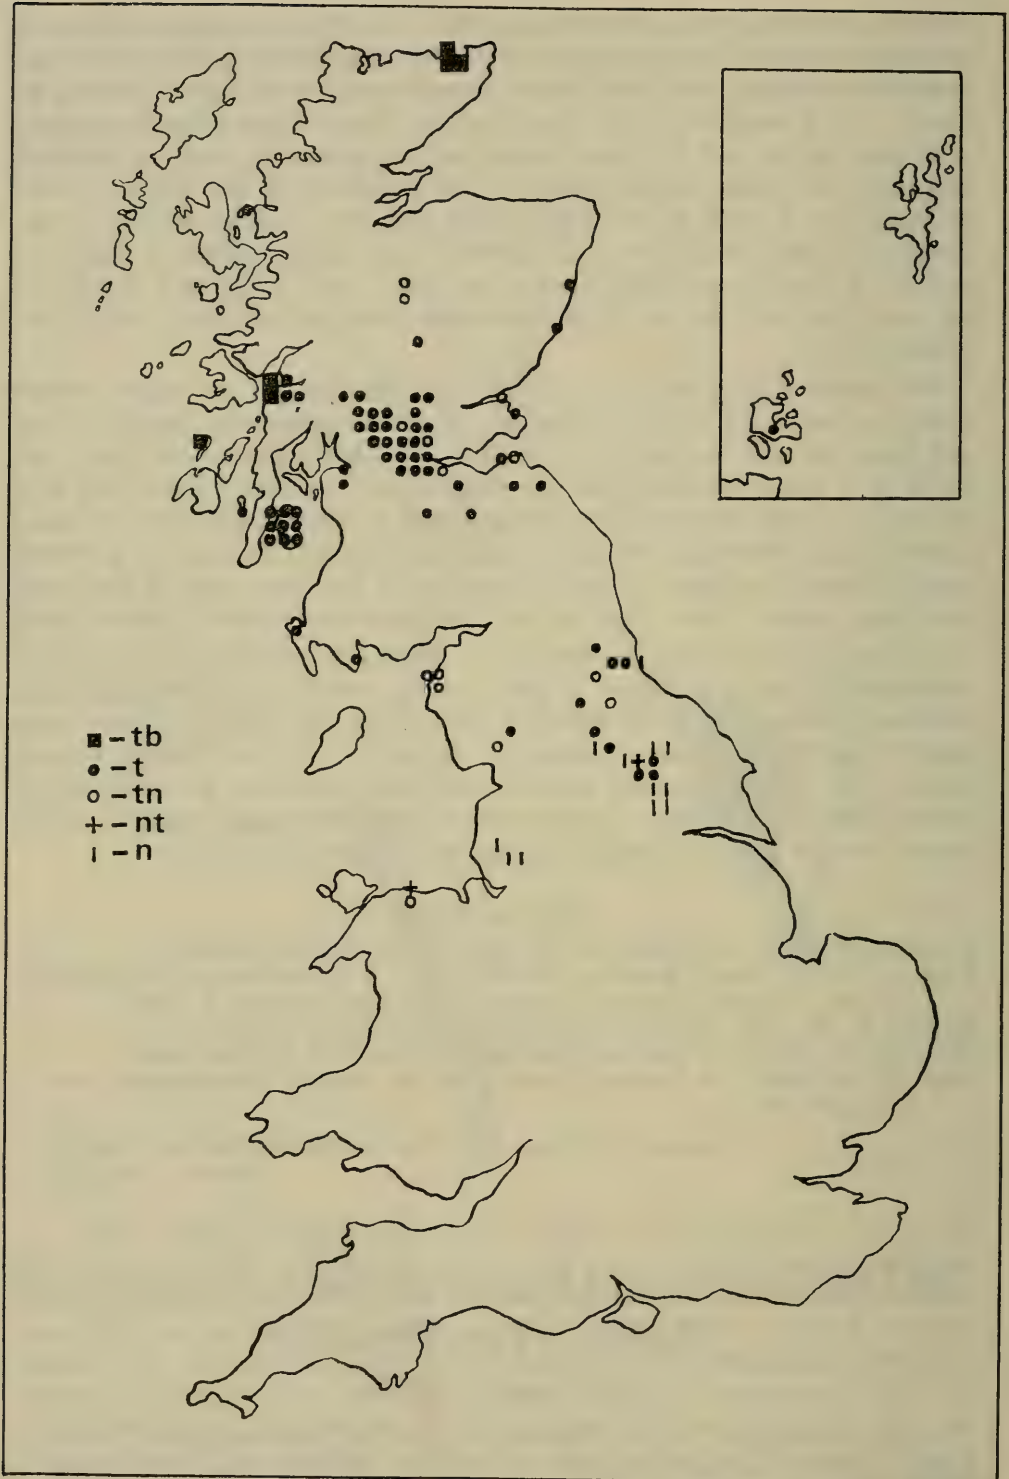 ■ – tb
● – t
○ – tn
+ – nt
ı – n